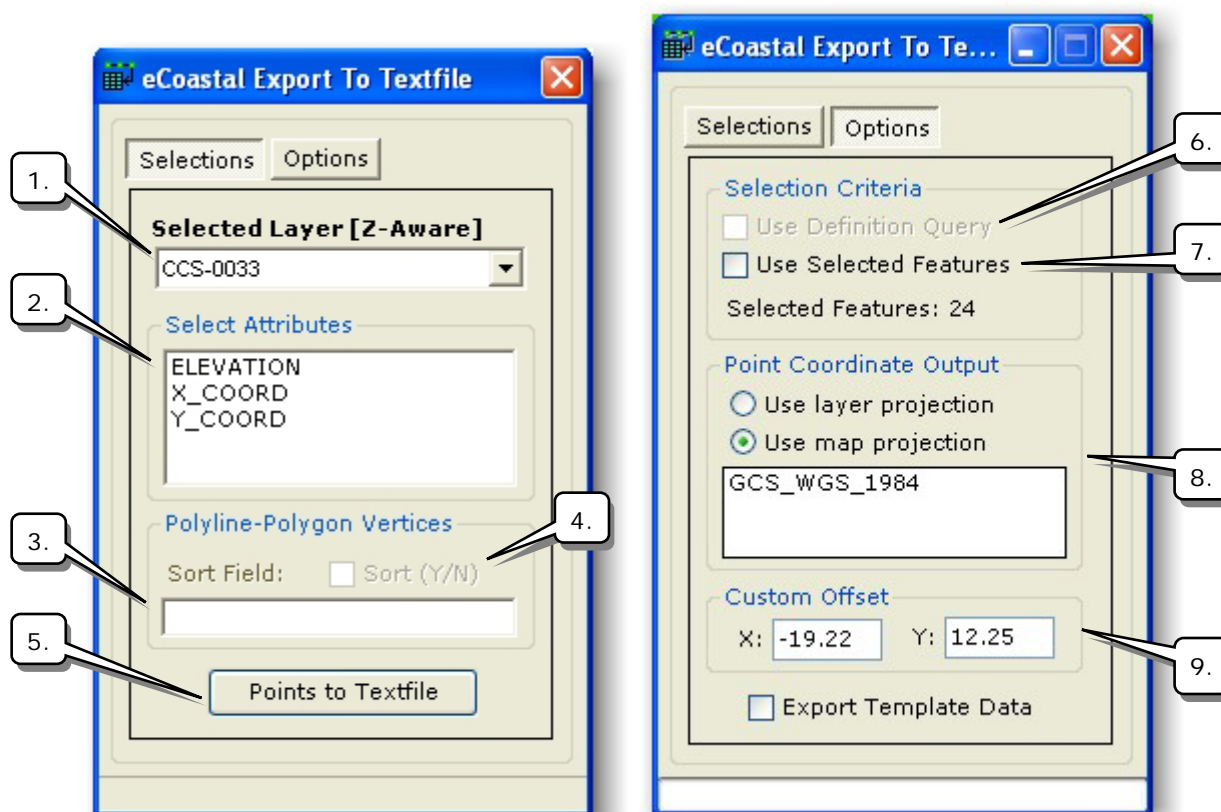 eCoastal Export To Textfile
Selections
Options
1.
Selected Layer [Z-Aware]
CCS-0033
2.
Select Attributes
ELEVATION
X_COORD
Y_COORD
3.
Polyline-Polygon Vertices
4.
Sort Field:
Sort (Y/N)
5.
Points to Textfile
eCoastal Export To Te...
Selections
Options
6.
Selection Criteria
Use Definition Query
7.
Use Selected Features
Selected Features: 24
Point Coordinate Output
Use layer projection
Use map projection
8.
GCS_WGS_1984
Custom Offset
X: -19.22 Y: 12.25
9.
Export Template Data